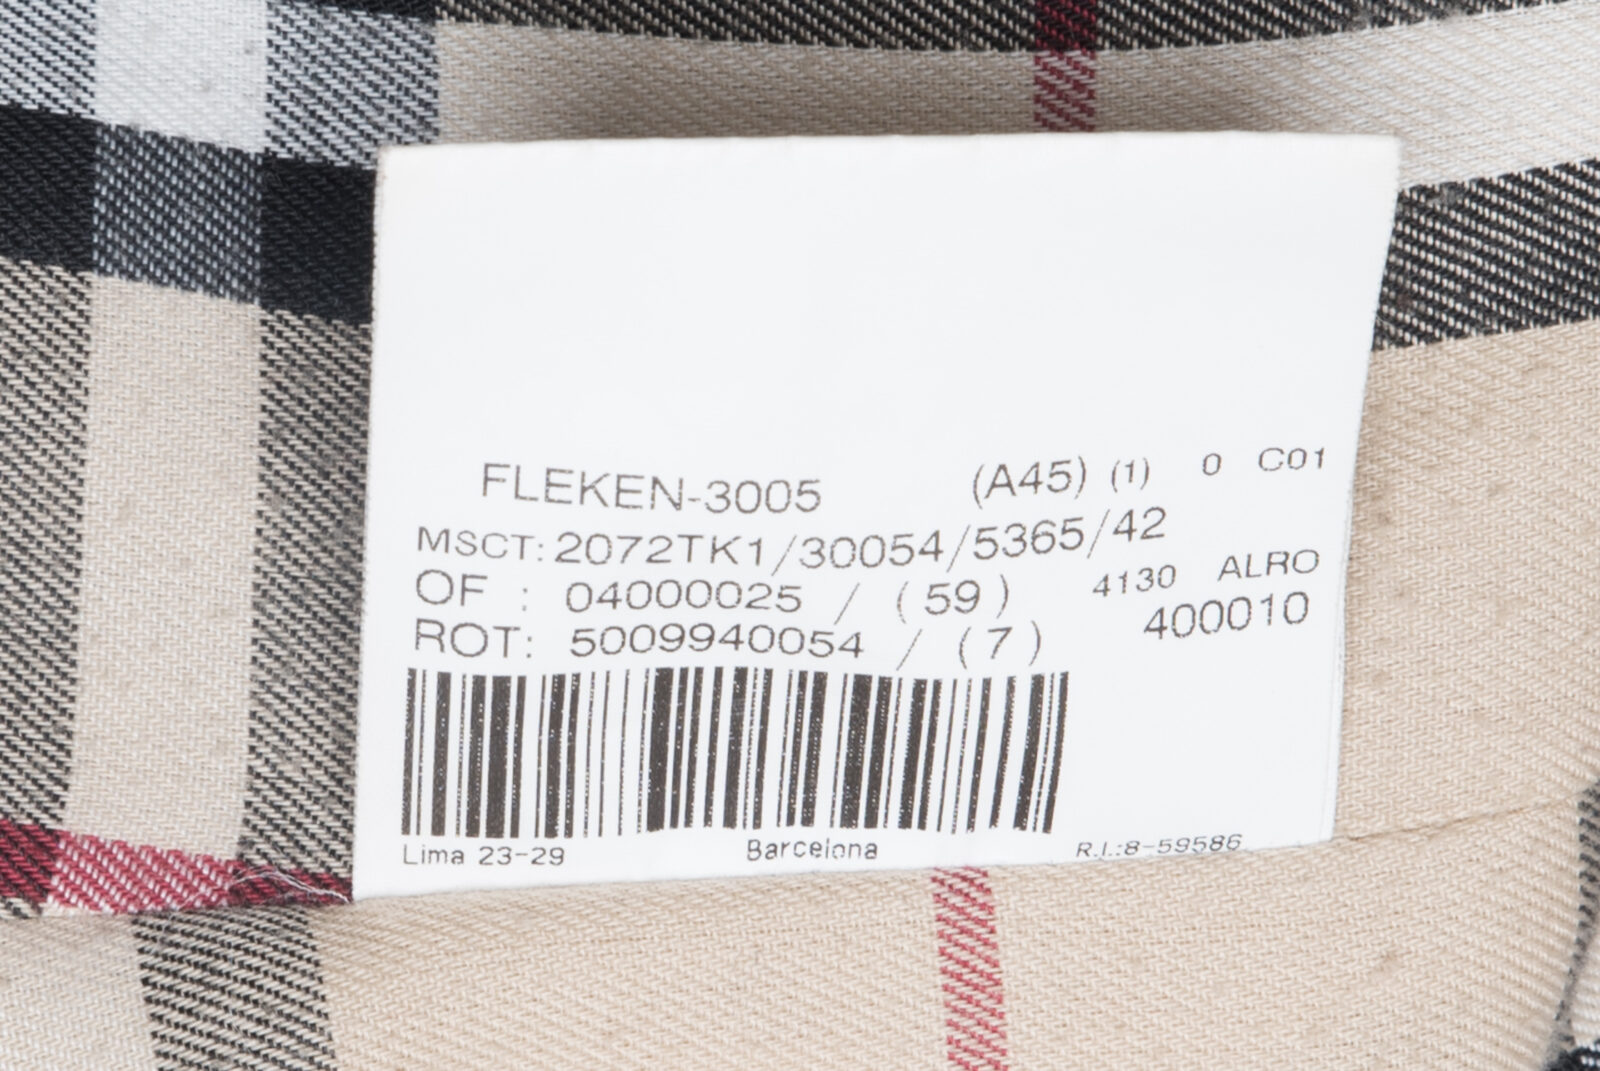 FLEKEN-3005 (A45) (1) 0 C01
MSCT: 2072TK1/30054/5365/42
OF : 04000025 / (59) 4130 ALRO
ROT: 5009940054 / (7) 400010
Lima 23-29 Barcelona R.I.:8-59586